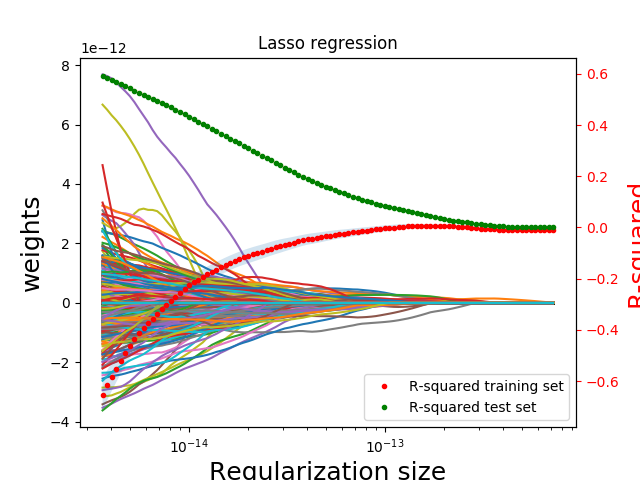 Lasso regression
1e−12
8
6
4
2
0
−2
−4
weights
0.6
0.4
0.2
0.0
−0.2
−0.4
−0.6
R-squared
R-squared training set
R-squared test set
10−14
10−13
Regularization size